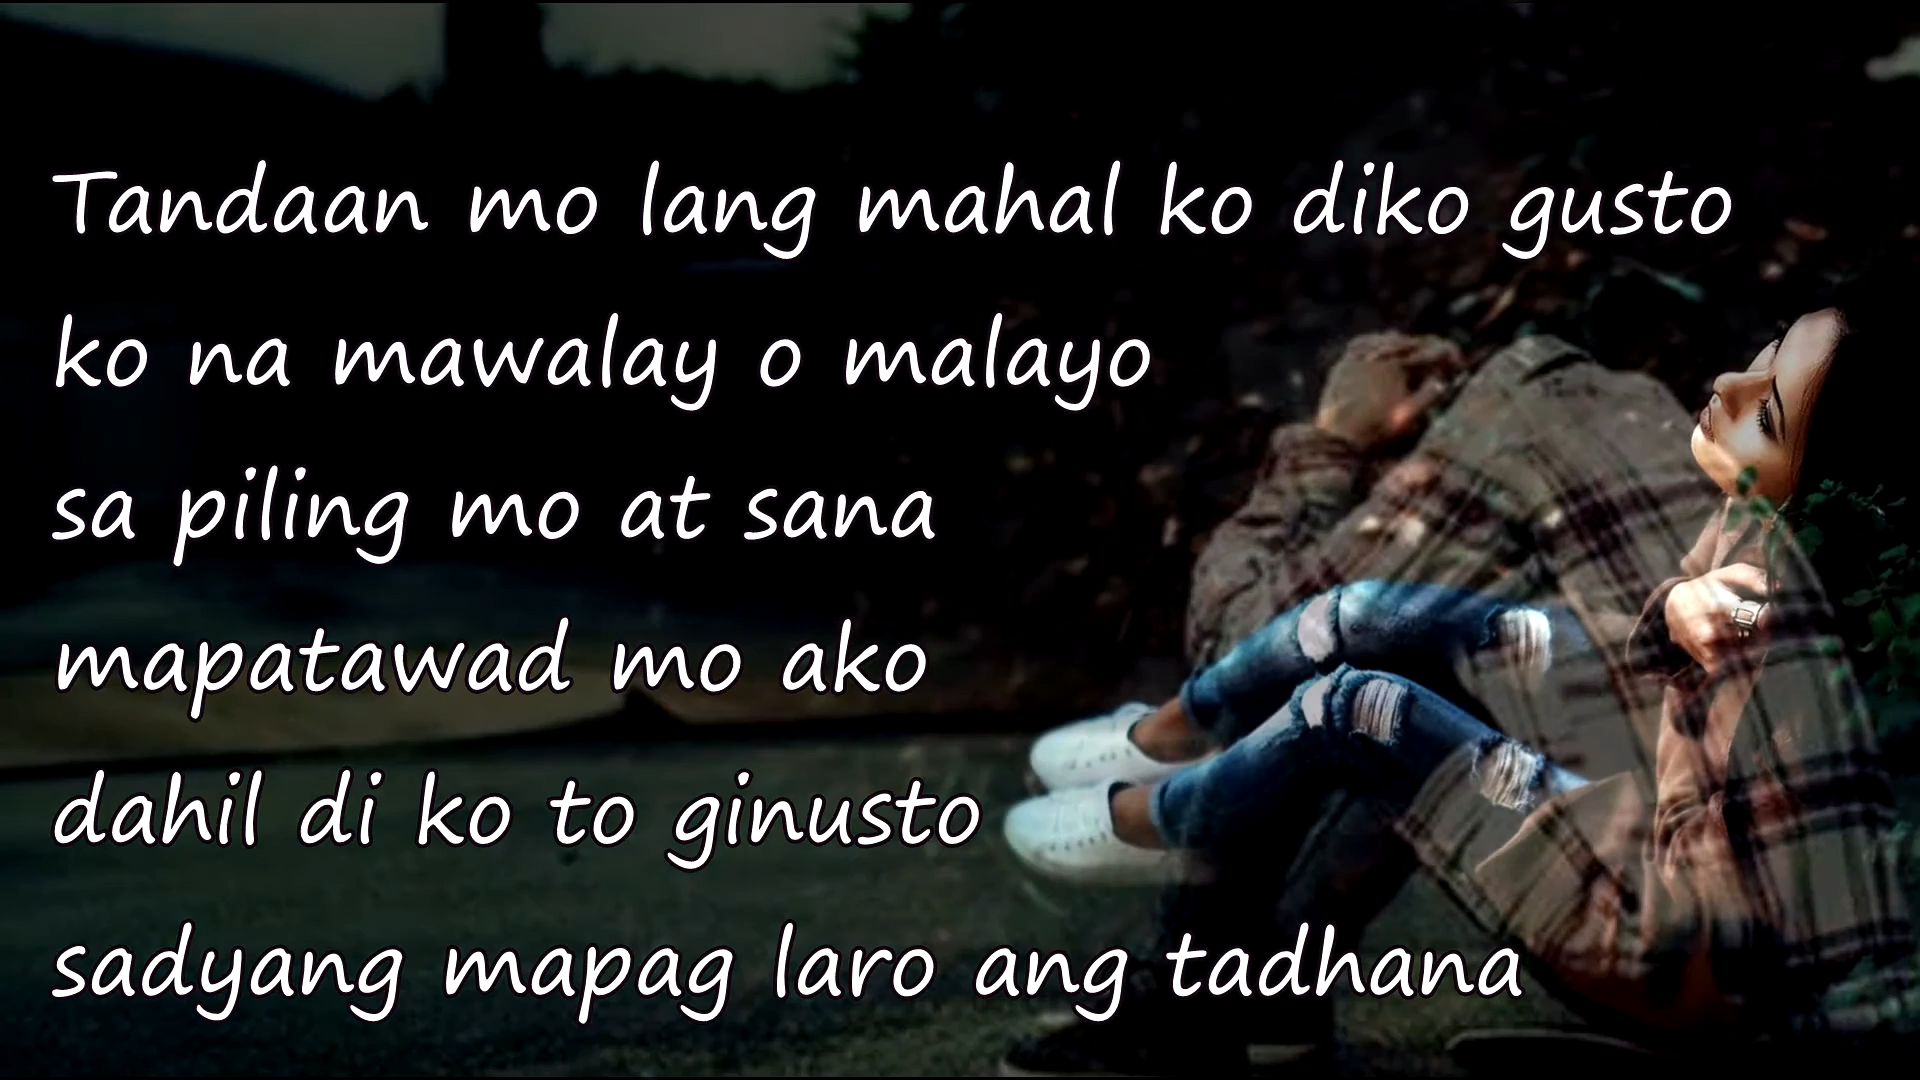 Tandaan mo lang mahal ko diko gusto
ko na mawalay o malayo
sa piling mo at sana
mapatawad mo ako
dahil di ko to ginusto
sadyang mapag laro ang tadhana